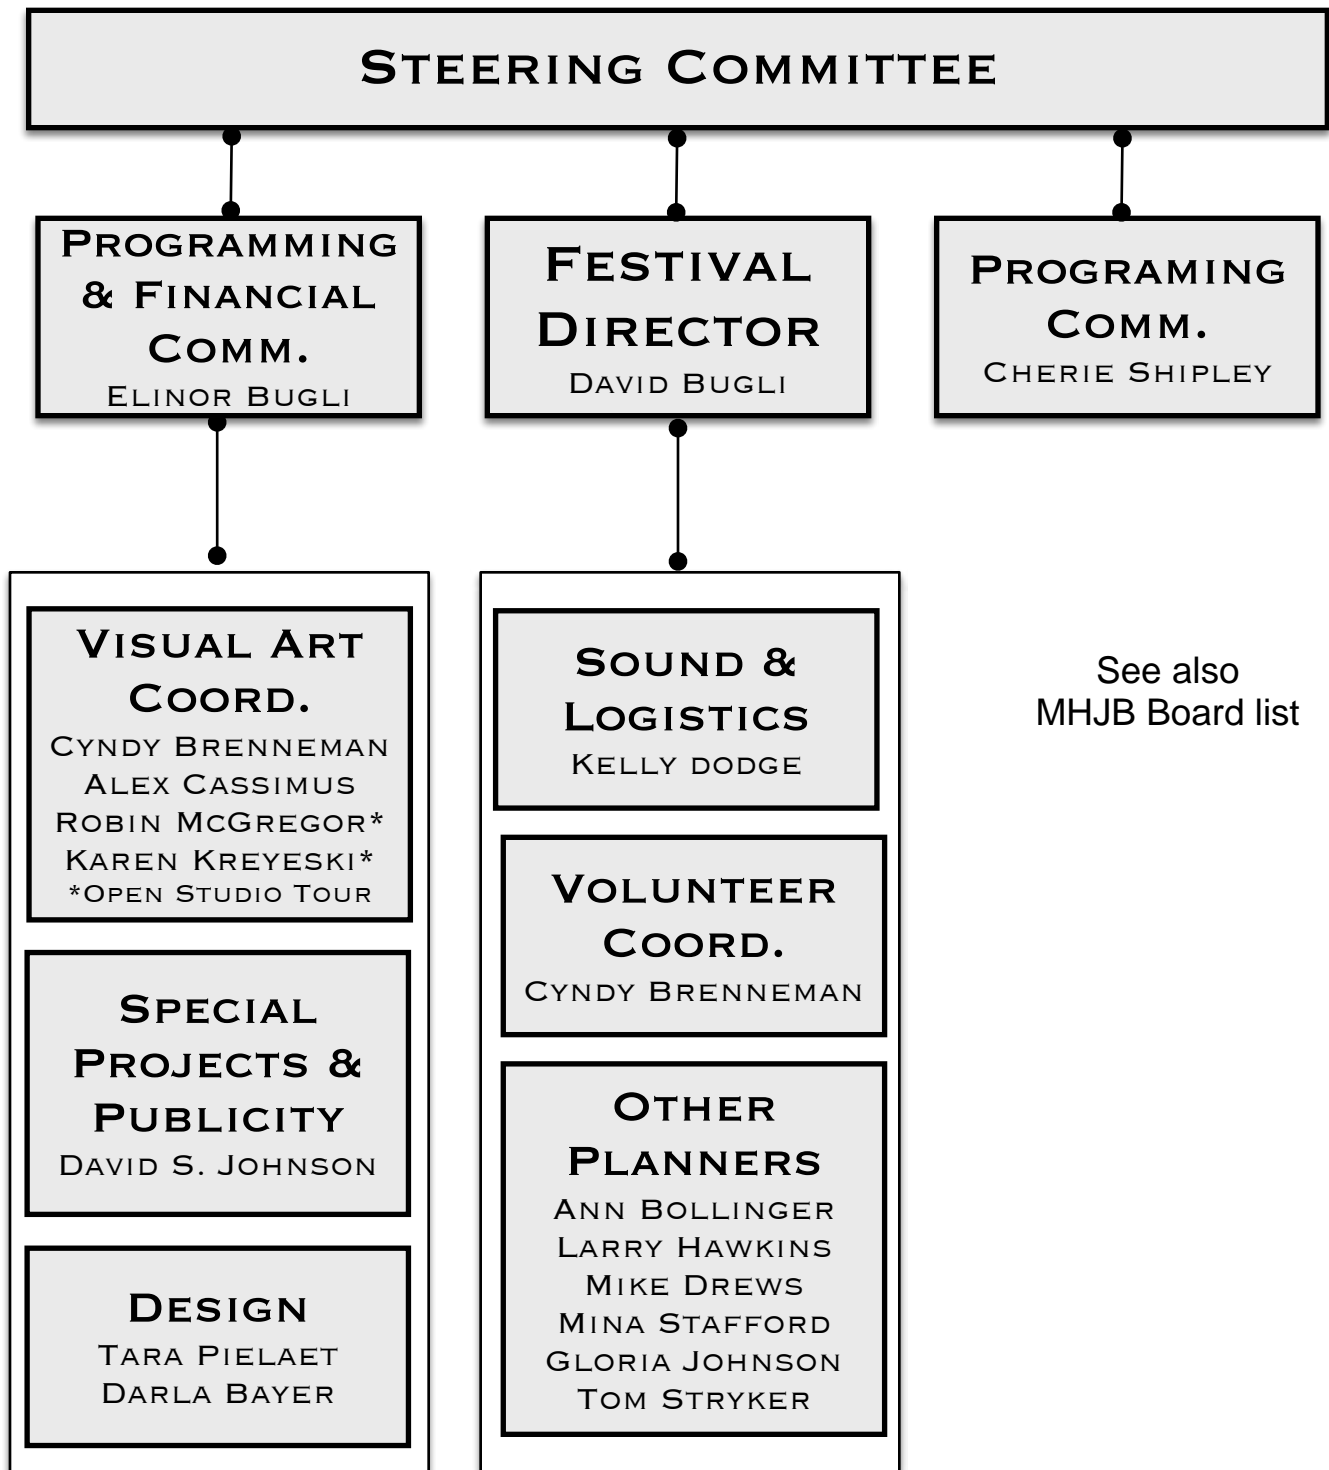 Steering Committee
Programming
& Financial
Comm.
Elinor Bugli
Festival
Director
David Bugli
Programing
Comm.
Cherie Shipley
Visual Art
Coord.
Cyndy Brenneman
Alex Cassimus
Robin McGregor*
Karen Kreyeski*
*Open Studio Tour
Special
Projects &
Publicity
David S. Johnson
Design
Tara Pielaet
Darla Bayer
Sound &
Logistics
Kelly dodge
Volunteer
Coord.
Cyndy Brenneman
Other
Planners
Ann Bollinger
Larry Hawkins
Mike Drews
Mina Stafford
Gloria Johnson
Tom Stryker
See also
MHJB Board list